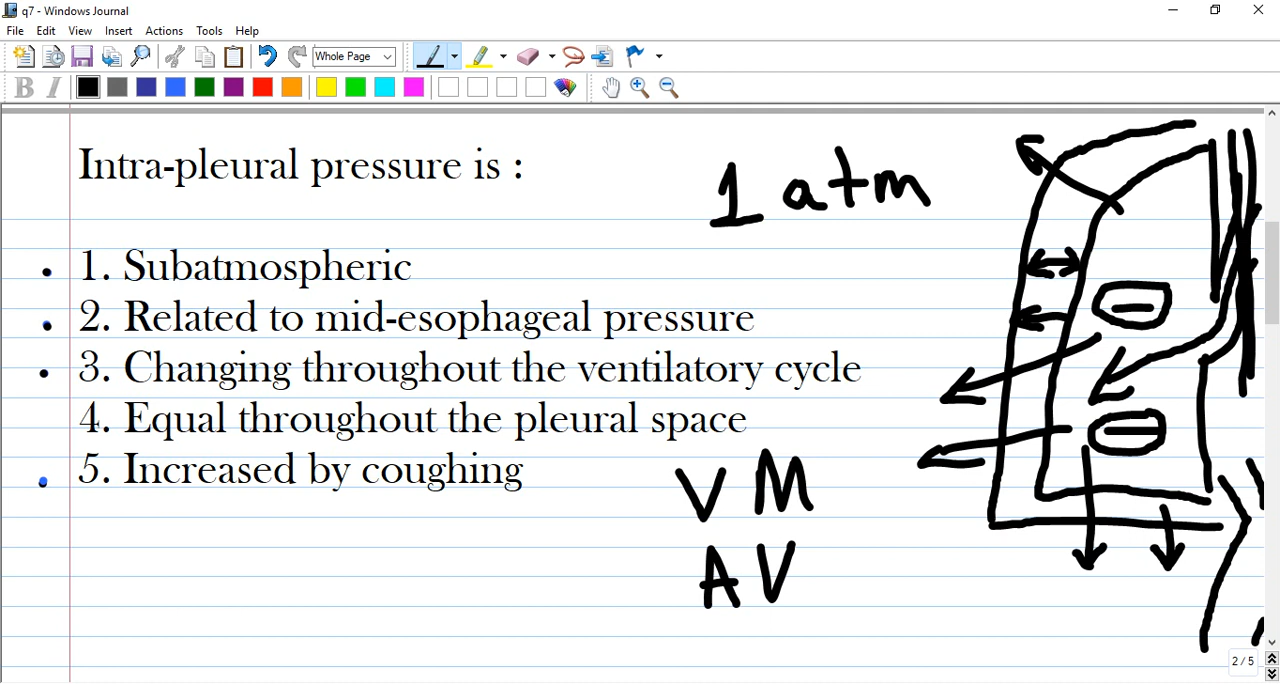 q7 - Windows Journal
File Edit View Insert Actions Tools Help
Whole Page
B I
Intra-pleural pressure is :
1 atm
1. Subatmospheric
2. Related to mid-esophageal pressure
3. Changing throughout the ventilatory cycle
4. Equal throughout the pleural space
5. Increased by coughing
V M
A V
2 / 5